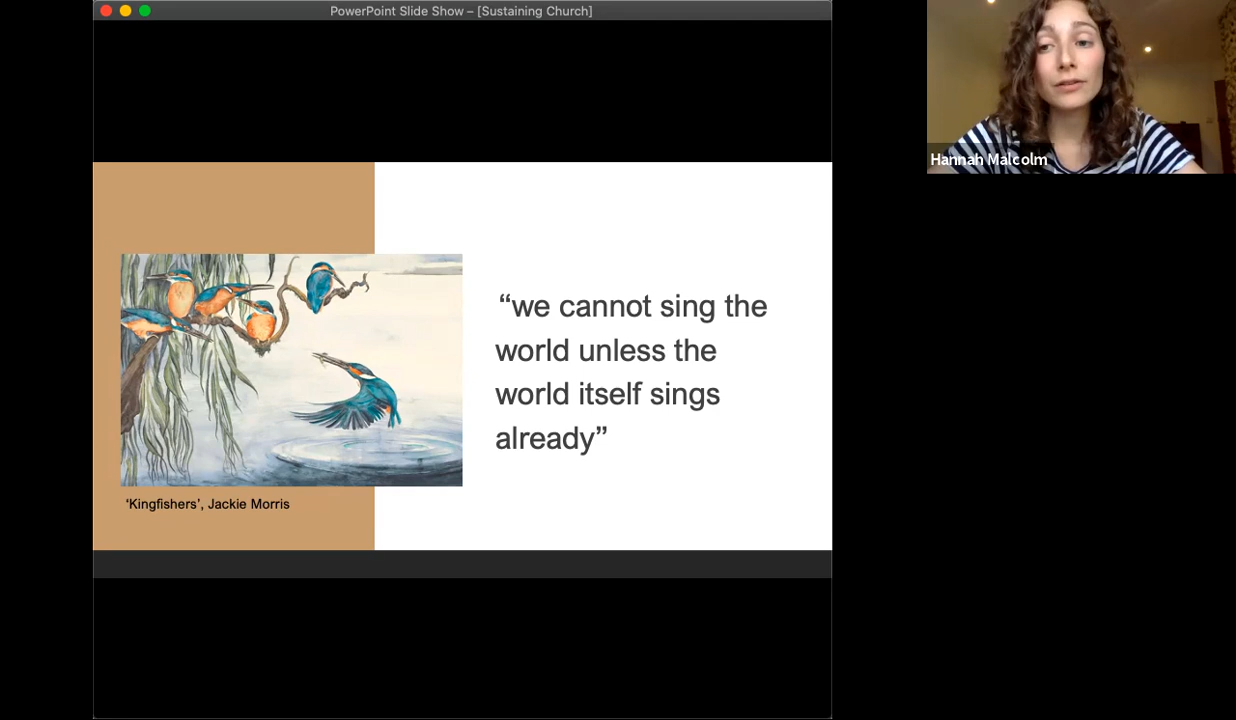 PowerPoint Slide Show – [Sustaining Church]
Hannah Malcolm
“we cannot sing the
world unless the
world itself sings
already”
‘Kingfishers’, Jackie Morris